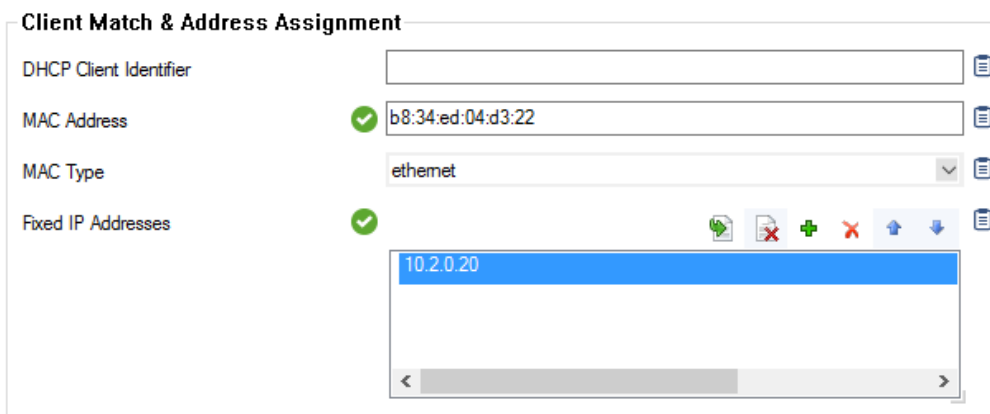 Client Match & Address Assignment
DHCP Client Identifier
MAC Address b8:34:ed:04:d3:22
MAC Type ethernet
Fixed IP Addresses
10.2.0.20